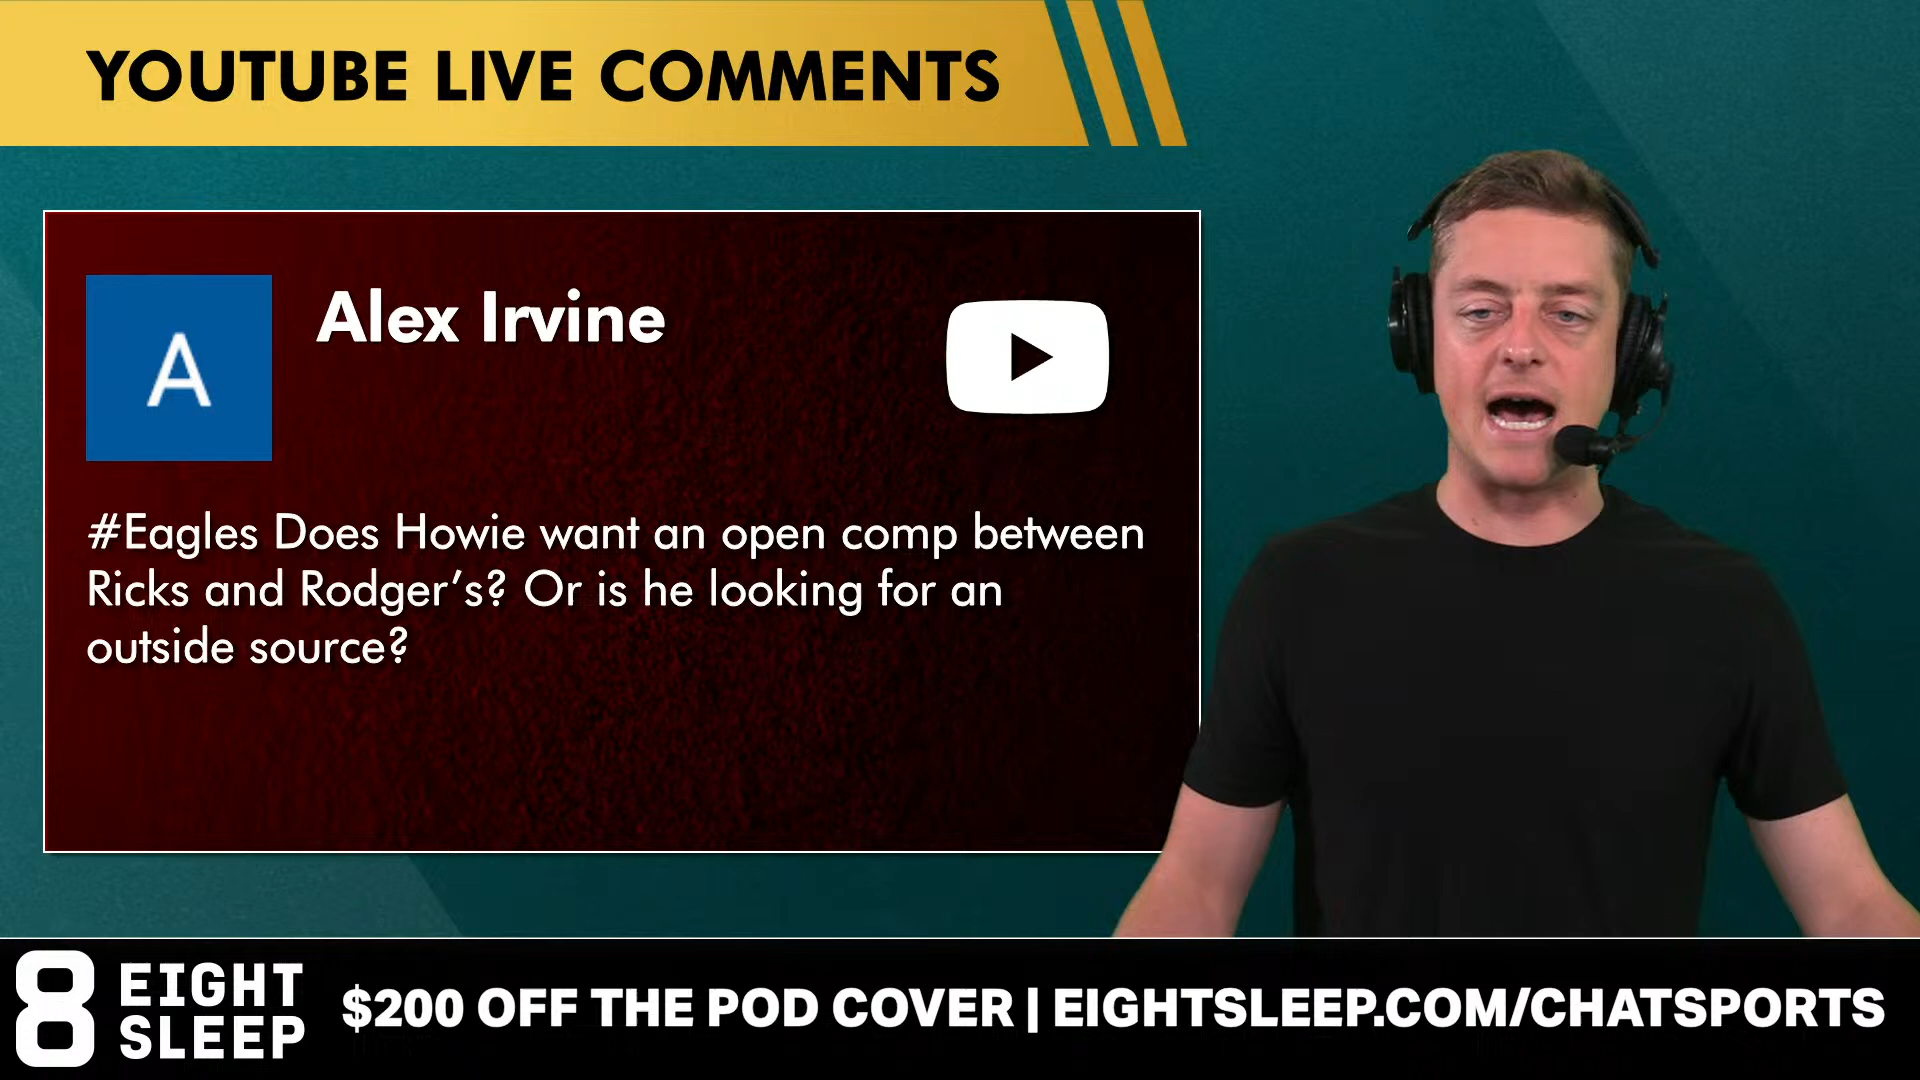 YOUTUBE LIVE COMMENTS
A
Alex Irvine
#Eagles Does Howie want an open comp between
Ricks and Rodger's? Or is he looking for an
outside source?
8 EIGHT
SLEEP
$200 OFF THE POD COVER | EIGHTSLEEP.COM/CHATSPORTS